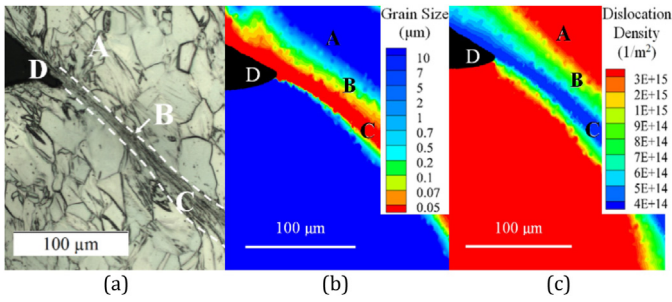 A
D
B
C
100 μm
(a)
Grain Size
(μm)
A
D
B
C
10
7
5
2
1
0.7
0.5
0.2
0.1
0.07
0.05
100 μm
(b)
Dislocation
Density
(1/m²)
A
D
B
C
3E+15
2E+15
1E+15
9E+14
8E+14
7E+14
6E+14
5E+14
4E+14
100 μm
(c)